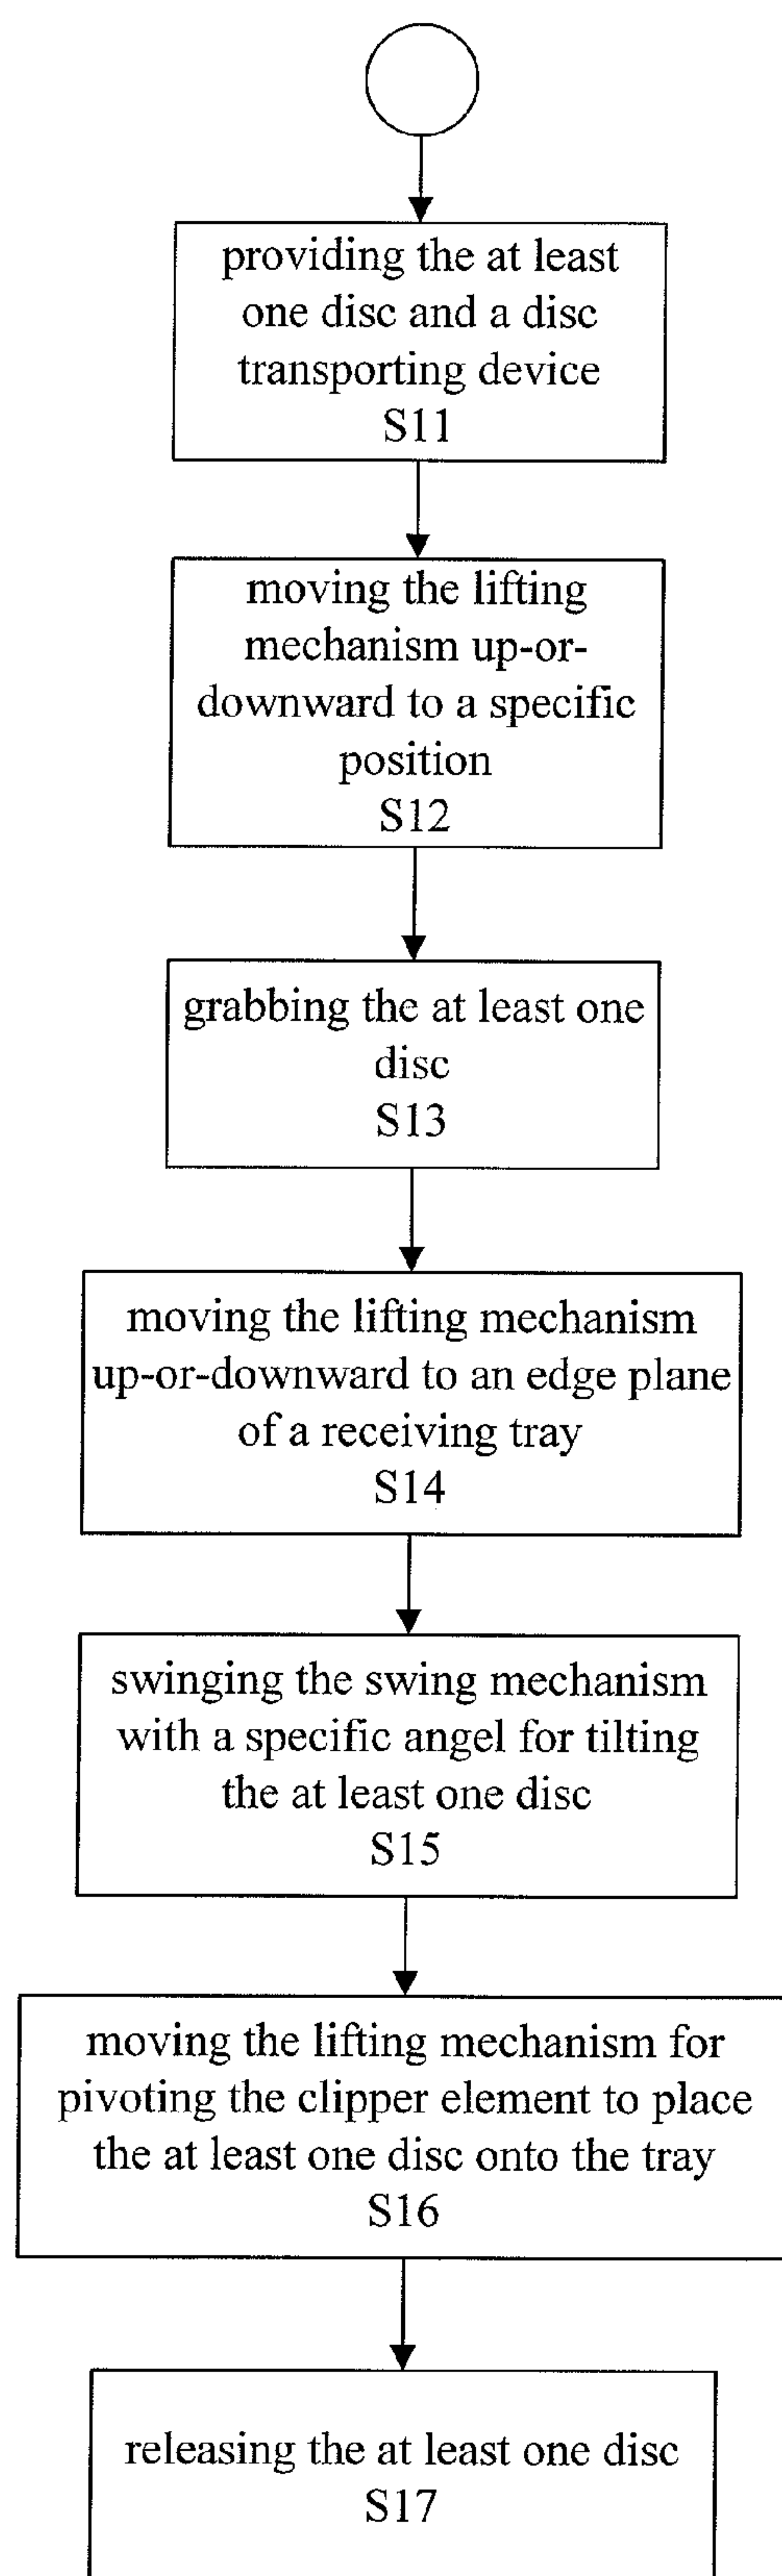 providing the at least
one disc and a disc
transporting device
S11
moving the lifting
mechanism up-or-
downward to a specific
position
S12
grabbing the at least one
disc
S13
moving the lifting mechanism
up-or-downward to an edge plane
of a receiving tray
S14
swinging the swing mechanism
with a specific angel for tilting
the at least one disc
S15
moving the lifting mechanism for
pivoting the clipper element to place
the at least one disc onto the tray
S16
releasing the at least one disc
S17